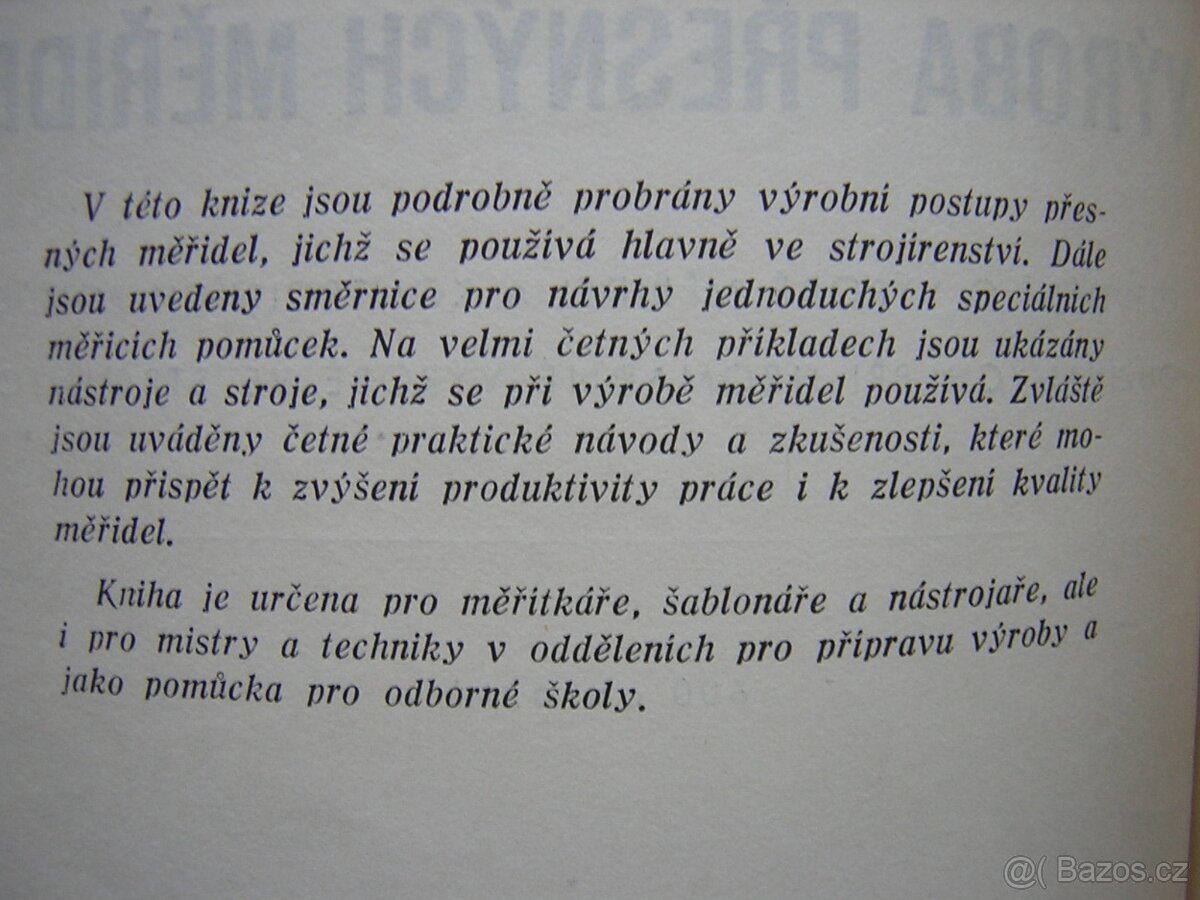 VÝROBA PŘESNÝCH MĚŘIDE
V této knize jsou podrobně probrány výrobní postupy přes-
ných měřidel, jichž se používá hlavně ve strojírenství. Dále
jsou uvedeny směrnice pro návrhy jednoduchých speciálních
měřicích pomůcek. Na velmi četných příkladech jsou ukázány
nástroje a stroje, jichž se při výrobě měřidel používá. Zvláště
jsou uváděny četné praktické návody a zkušenosti, které mo-
hou přispět k zvýšení produktivity práce i k zlepšení kvality
měřidel.
Kniha je určena pro měřítkáře, šablonáře a nástrojaře, ale
i pro mistry a techniky v odděleních pro přípravu výroby a
jako pomůcka pro odborné školy.
@( Bazos.cz